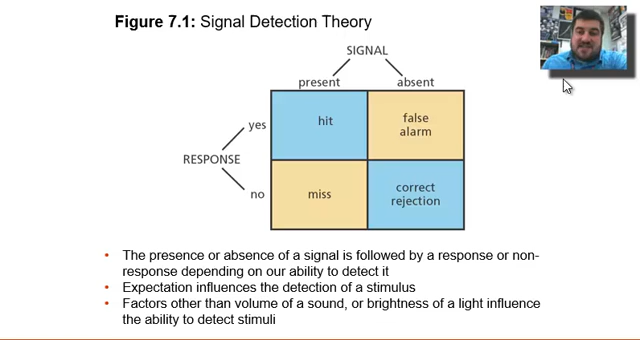 Figure 7.1: Signal Detection Theory
SIGNAL
present absent
yes
hit
false
alarm
RESPONSE
no
miss
correct
rejection
• The presence or absence of a signal is followed by a response or non-
response depending on our ability to detect it
• Expectation influences the detection of a stimulus
• Factors other than volume of a sound, or brightness of a light influence
the ability to detect stimuli